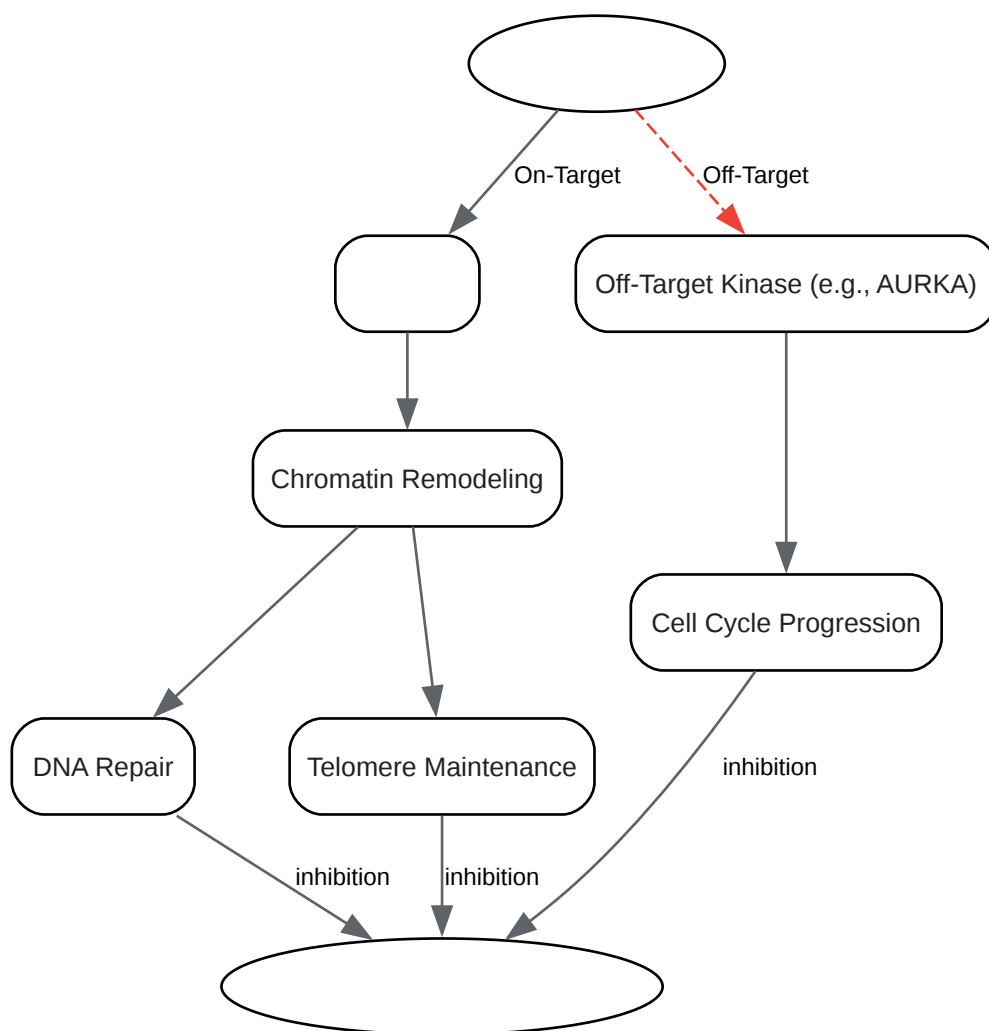 On-Target
Off-Target
Off-Target Kinase (e.g., AURKA)
Chromatin Remodeling
Cell Cycle Progression
DNA Repair
Telomere Maintenance
inhibition
inhibition
inhibition